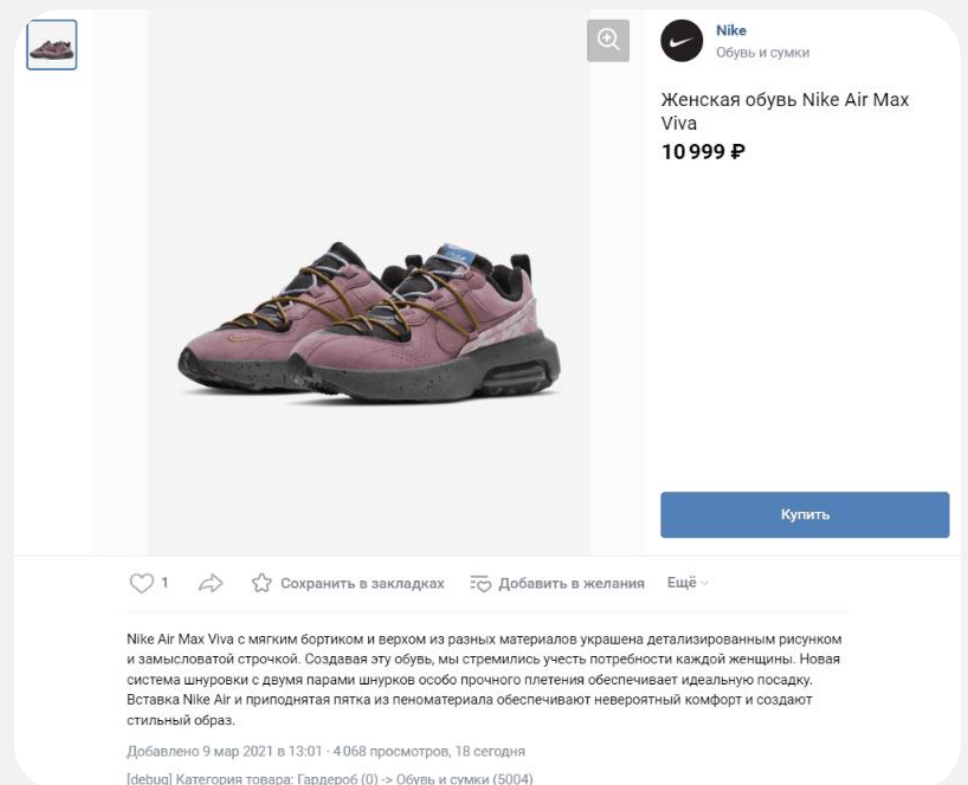 Nike
Обувь и сумки
Женская обувь Nike Air Max
Viva
10 999 ₽
Купить
1
Сохранить в закладках
Добавить в желания
Ещё
Nike Air Max Viva с мягким бортиком и верхом из разных материалов украшена детализированным рисунком
и замысловатой строчкой. Создавая эту обувь, мы стремились учесть потребности каждой женщины. Новая
система шнуровки с двумя парами шнурков особо прочного плетения обеспечивает идеальную посадку.
Вставка Nike Air и приподнятая пятка из пеноматериала обеспечивают невероятный комфорт и создают
стильный образ.
Добавлено 9 мар 2021 в 13:01 · 4 068 просмотров, 18 сегодня
[debug] Категория товара: Гардероб (0) -> Обувь и сумки (5004)